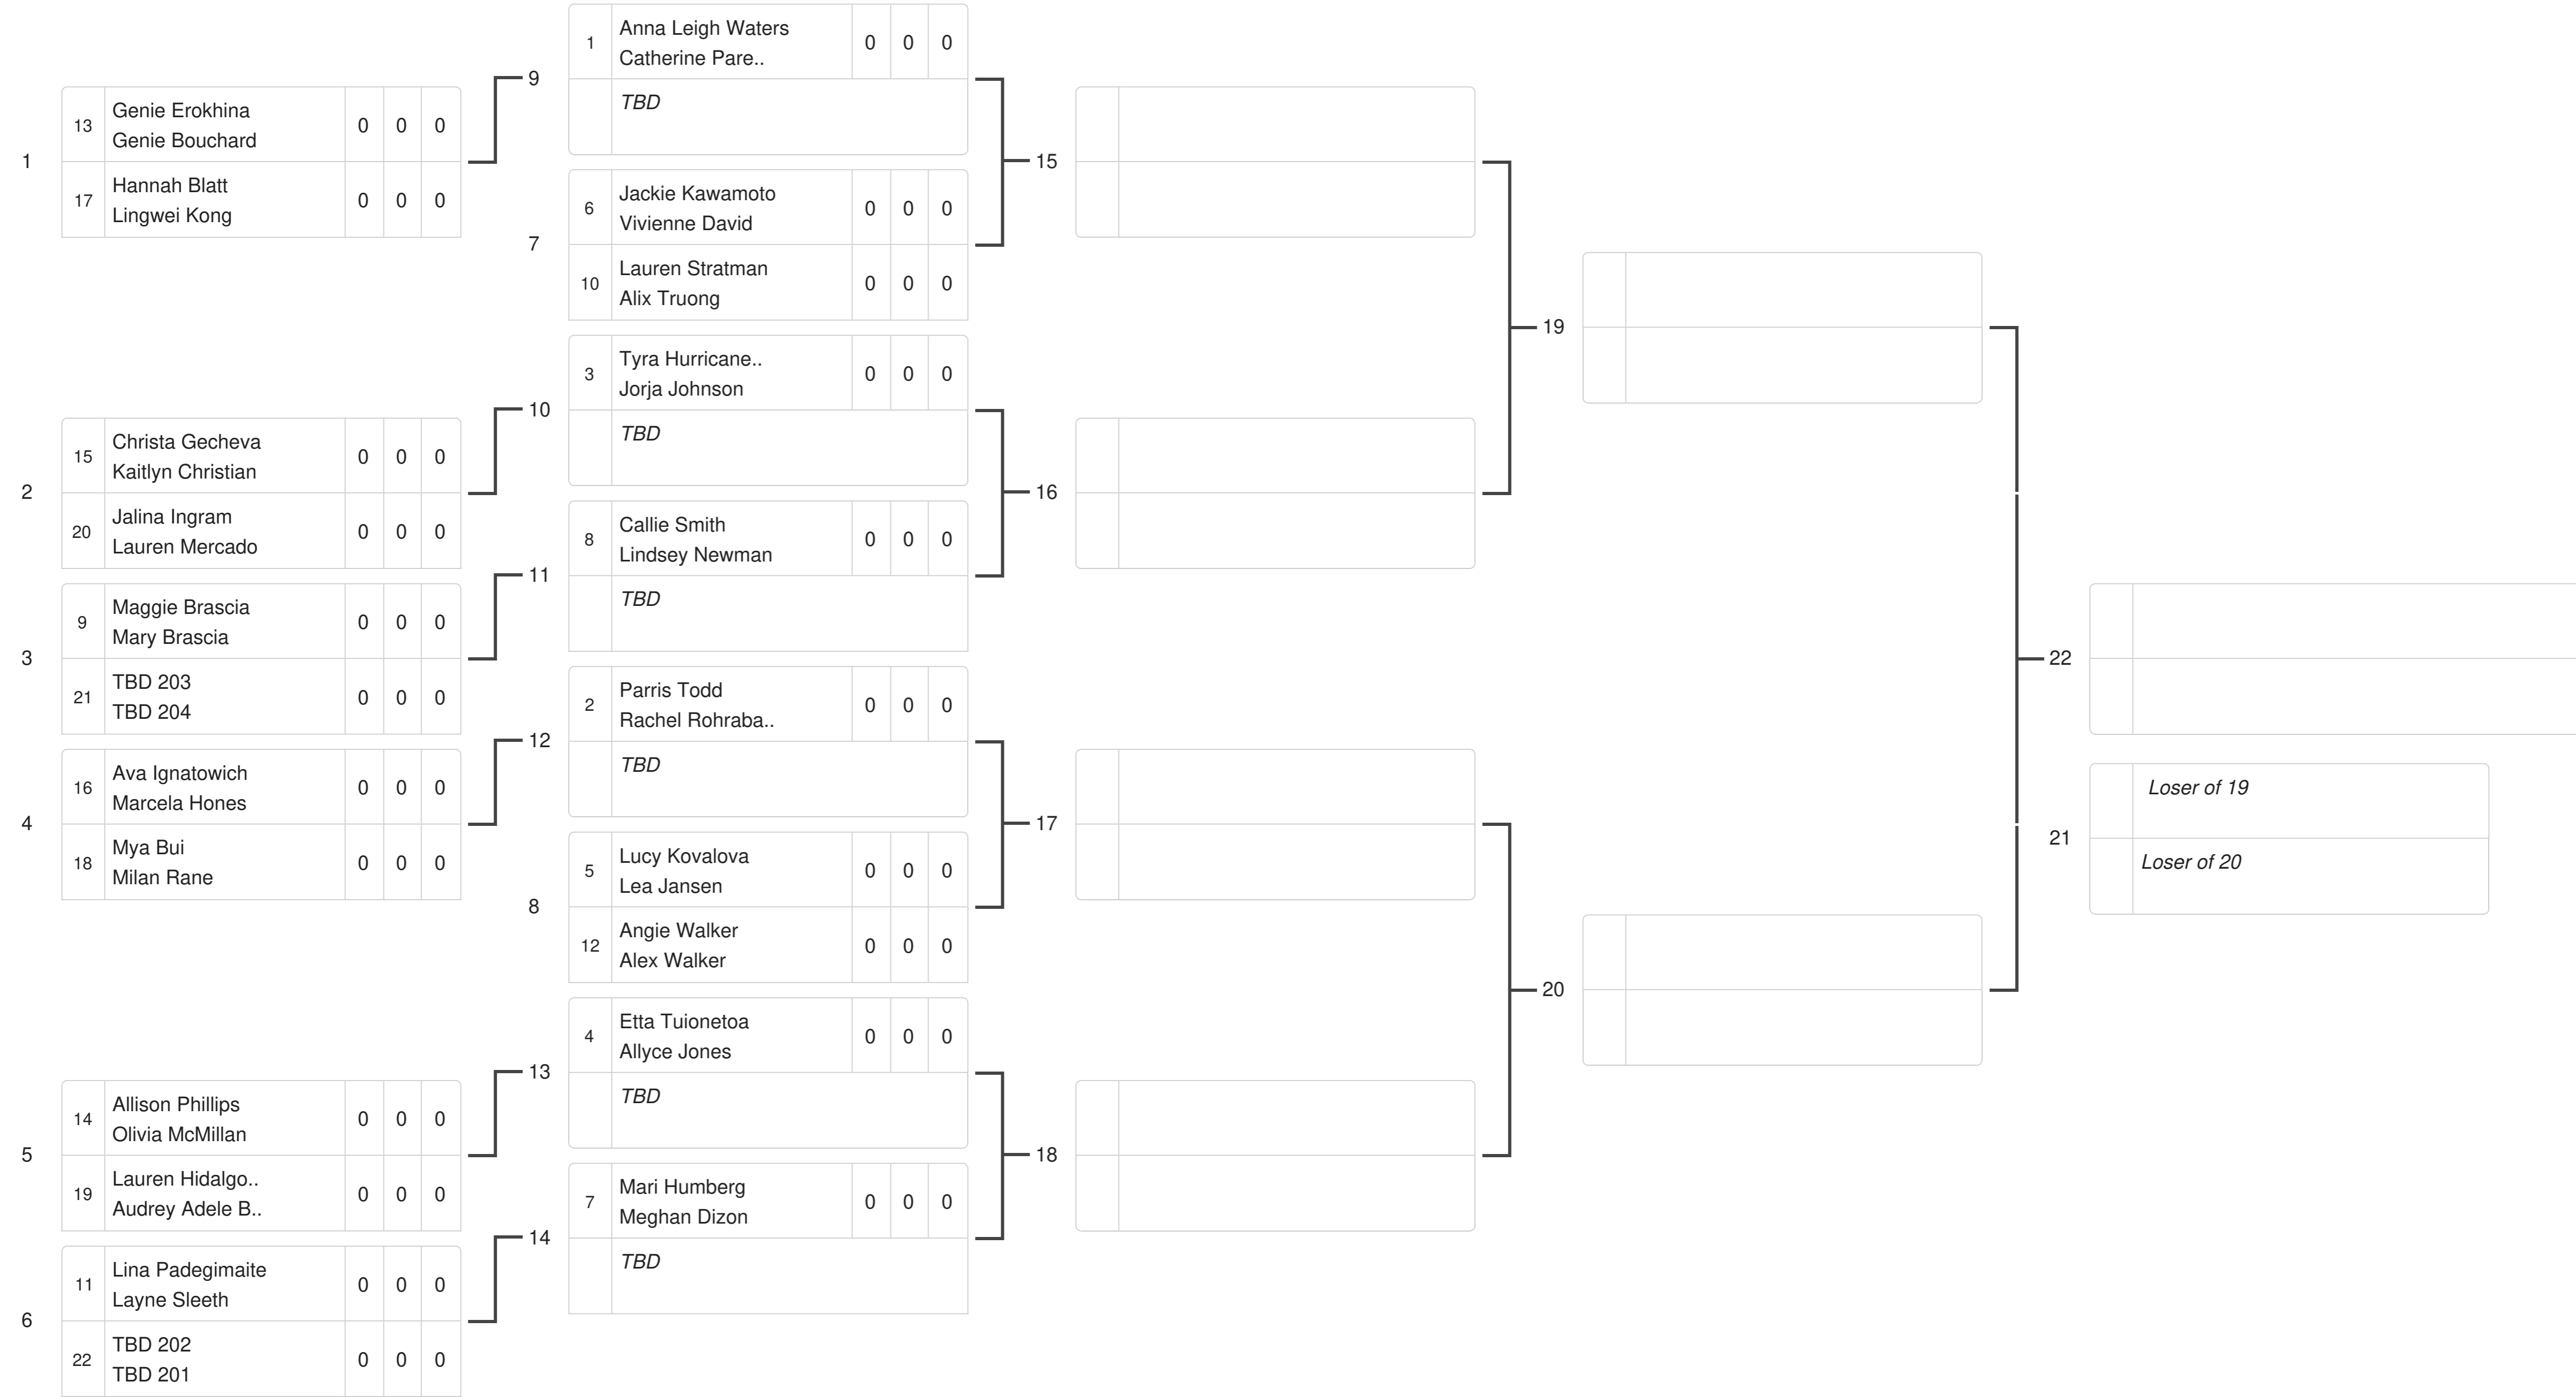 1
13
Genie Erokhina
Genie Bouchard
0 0 0
17
Hannah Blatt
Lingwei Kong
0 0 0
2
15
Christa Gecheva
Kaitlyn Christian
0 0 0
20
Jalina Ingram
Lauren Mercado
0 0 0
3
9
Maggie Brascia
Mary Brascia
0 0 0
21
TBD 203
TBD 204
0 0 0
4
16
Ava Ignatowich
Marcela Hones
0 0 0
18
Mya Bui
Milan Rane
0 0 0
5
14
Allison Phillips
Olivia McMillan
0 0 0
19
Lauren Hidalgo..
Audrey Adele B..
0 0 0
6
11
Lina Padegimaite
Layne Sleeth
0 0 0
22
TBD 202
TBD 201
0 0 0
9
1
Anna Leigh Waters
Catherine Pare..
0 0 0
TBD
7
6
Jackie Kawamoto
Vivienne David
0 0 0
10
Lauren Stratman
Alix Truong
0 0 0
10
3
Tyra Hurricane..
Jorja Johnson
0 0 0
TBD
11
8
Callie Smith
Lindsey Newman
0 0 0
TBD
12
2
Parris Todd
Rachel Rohraba..
0 0 0
TBD
8
5
Lucy Kovalova
Lea Jansen
0 0 0
12
Angie Walker
Alex Walker
0 0 0
13
4
Etta Tuionetoa
Allyce Jones
0 0 0
TBD
14
7
Mari Humberg
Meghan Dizon
0 0 0
TBD
15
16
17
18
19
20
22
21
Loser of 19
Loser of 20